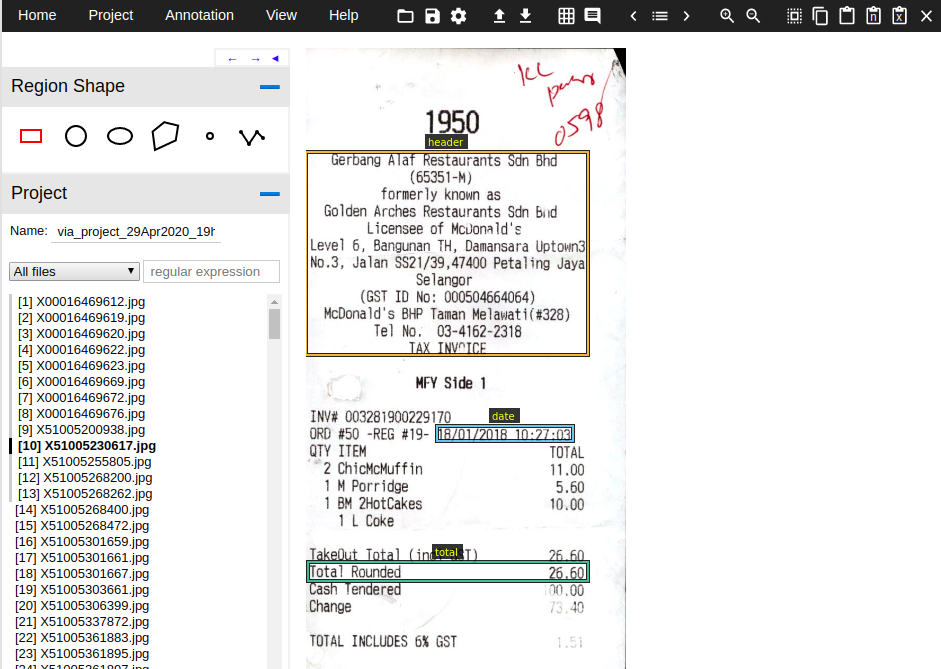 Home Project Annotation View Help
Region Shape
Project
Name: via_project_29Apr2020_19h
All files regular expression
[1] X00016469612.jpg
[2] X00016469619.jpg
[3] X00016469620.jpg
[4] X00016469622.jpg
[5] X00016469623.jpg
[6] X00016469669.jpg
[7] X00016469672.jpg
[8] X00016469676.jpg
[9] X51005200938.jpg
[10] X51005230617.jpg
[11] X51005255805.jpg
[12] X51005268200.jpg
[13] X51005268262.jpg
[14] X51005268400.jpg
[15] X51005268472.jpg
[16] X51005301659.jpg
[17] X51005301661.jpg
[18] X51005301667.jpg
[19] X51005303661.jpg
[20] X51005306399.jpg
[21] X51005337872.jpg
[22] X51005361883.jpg
[23] X51005361895.jpg
[24] X51005361897.jpg
0598
1950
header
Gerbang Alaf Restaurants Sdn Bhd
(65351-M)
formerly known as
Golden Arches Restaurants Sdn Bhd
Licensee of McDonald's
Level 6, Bangunan TH, Damansara Uptown3
No.3, Jalan SS21/39,47400 Petaling Jaya
Selangor
(GST ID No: 000504664064)
McDonald's BHP Taman Melawati(#328)
Tel No. 03-4162-2318
TAX INVOICE
MFY Side 1
INV# 003281900229170
date
ORD #50 -REG #19- 18/01/2018 10:27:03
QTY ITEM TOTAL
2 ChicMcMuffin 11.00
1 M Porridge 5.60
1 BM 2HotCakes 10.00
1 L Coke
total
TakeOut Total (incl GST) 26.60
Total Rounded 26.60
Cash Tendered 100.00
Change 73.40
TOTAL INCLUDES 6% GST 1.51